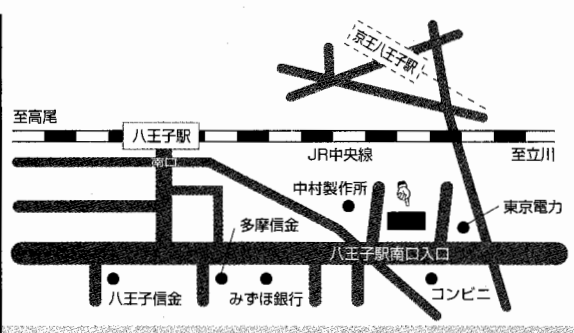 京王八王子駅
至高尾
八王子駅
南口
JR中央線
至立川
中村製作所
東京電力
多摩信金
八王子駅南口入口
八王子信金
みずほ銀行
コンビニ